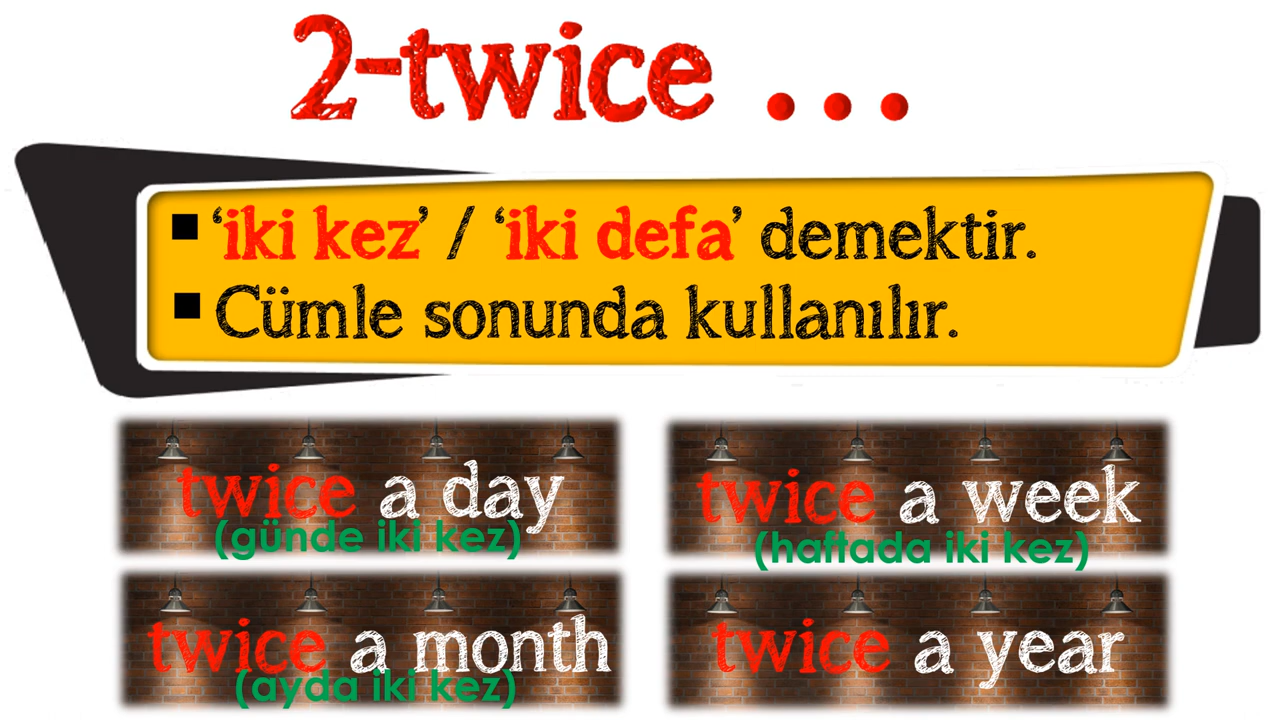 2-twice ...
▪ ‘iki kez’ / ‘iki defa’ demektir.
▪ Cümle sonunda kullanılır.
twice a day
(günde iki kez)
twice a week
(haftada iki kez)
twice a month
(ayda iki kez)
twice a year